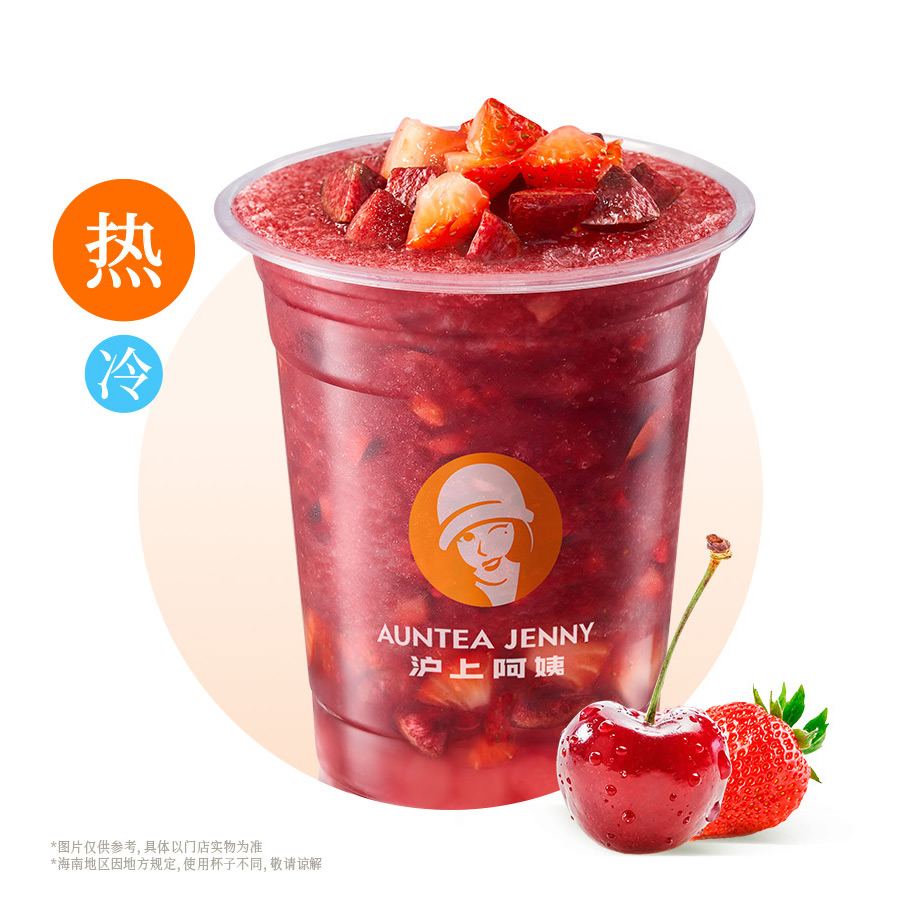 热
冷
AUNTEA JENNY
沪上阿姨
*图片仅供参考, 具体以门店实物为准
*海南地区因地方规定, 使用杯子不同, 敬请谅解